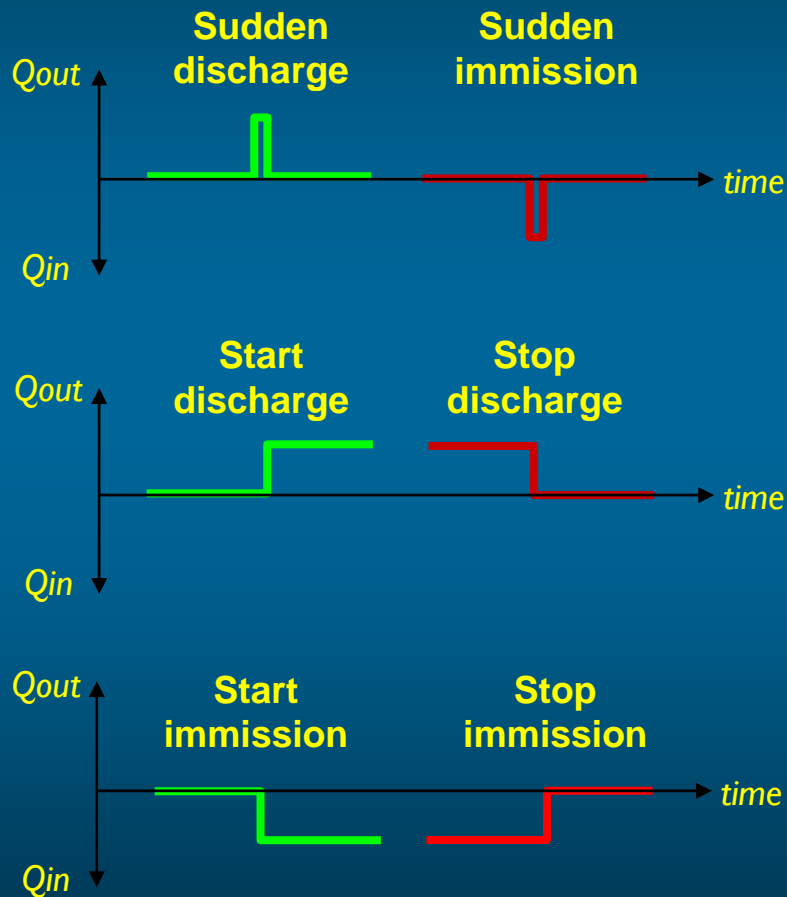 Sudden
discharge
Sudden
immission
Qout
time
Qin
Start
discharge
Stop
discharge
Qout
time
Qin
Start
immission
Stop
immission
Qout
time
Qin